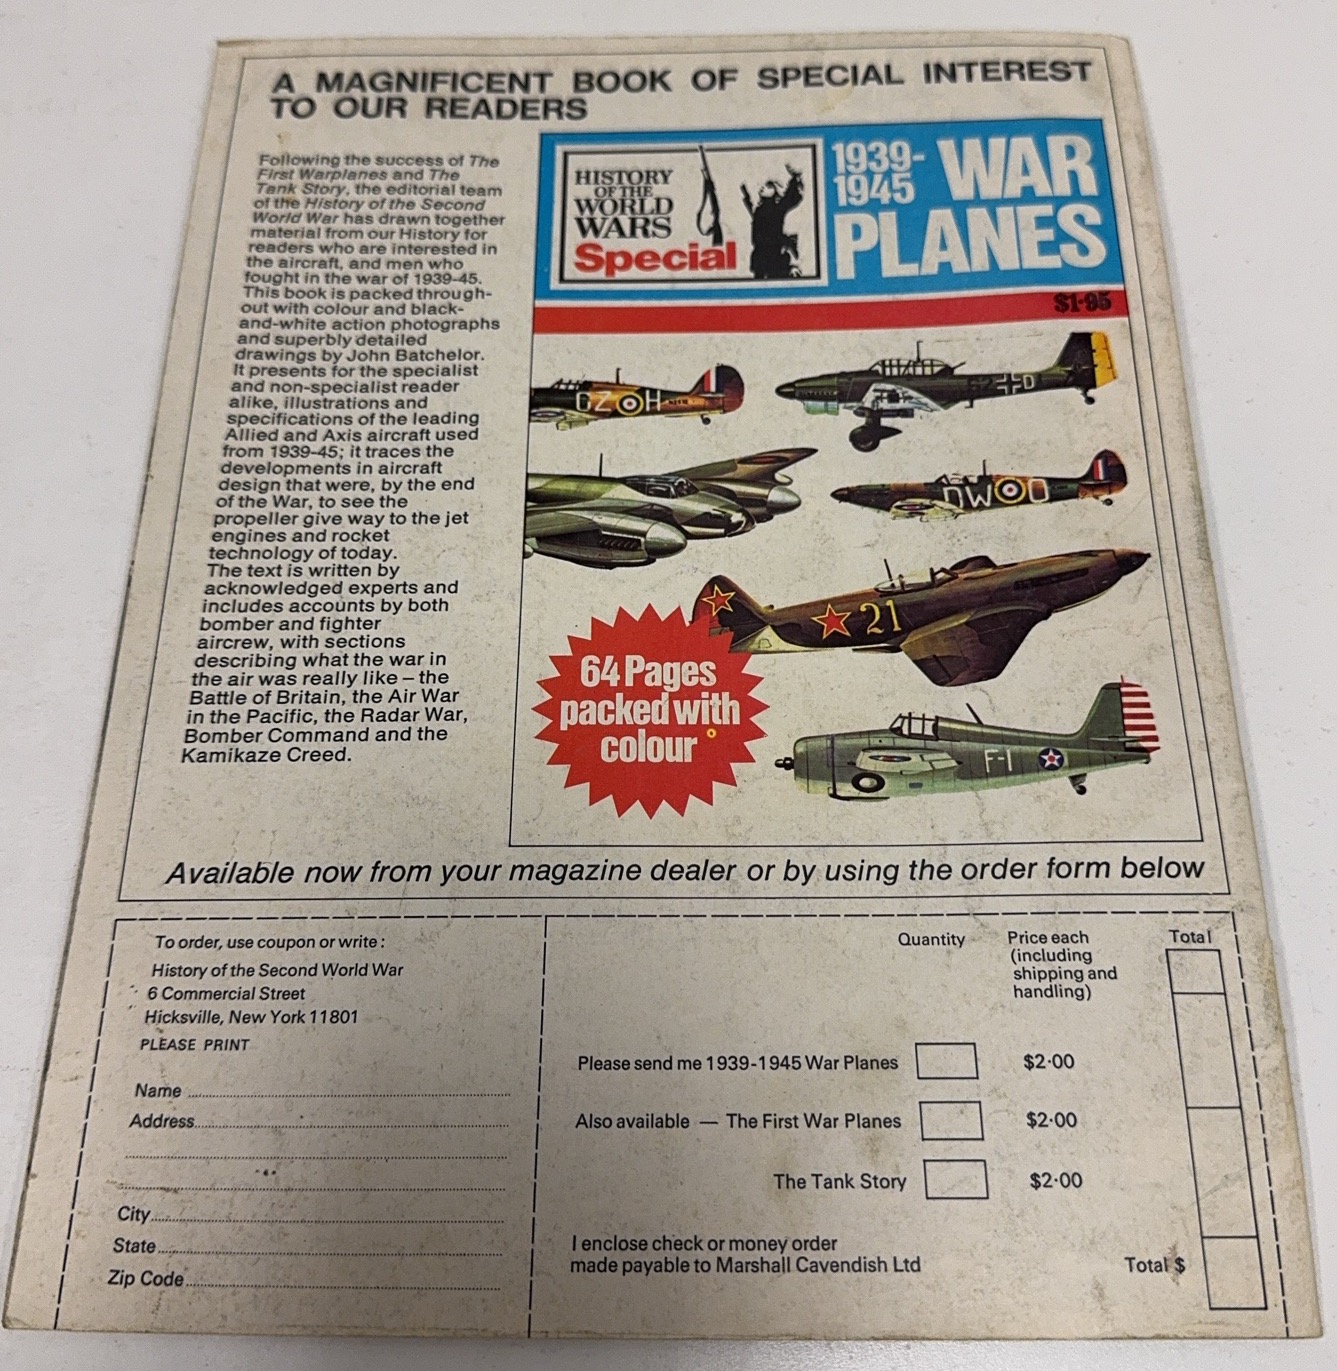 A MAGNIFICENT BOOK OF SPECIAL INTEREST
TO OUR READERS
Following the success of The
First Warplanes and The
Tank Story, the editorial team
of the History of the Second
World War has drawn together
material from our History for
readers who are interested in
the aircraft, and men who
fought in the war of 1939-45.
This book is packed through-
out with colour and black-
and-white action photographs
and superbly detailed
drawings by John Batchelor.
It presents for the specialist
and non-specialist reader
alike, illustrations and
specifications of the leading
Allied and Axis aircraft used
from 1939-45; it traces the
developments in aircraft
design that were, by the end
of the War, to see the
propeller give way to the jet
engines and rocket
technology of today.
The text is written by
acknowledged experts and
includes accounts by both
bomber and fighter
aircrew, with sections
describing what the war in
the air was really like – the
Battle of Britain, the Air War
in the Pacific, the Radar War,
Bomber Command and the
Kamikaze Creed.
HISTORY
OF THE
WORLD
WARS
Special
1939-
1945
WAR
PLANES
$1·95
GZ H
D
DW O
21
F-1
64 Pages
packed with
colour
Available now from your magazine dealer or by using the order form below
To order, use coupon or write:
History of the Second World War
6 Commercial Street
Hicksville, New York 11801
PLEASE PRINT
Name
Address
City
State
Zip Code
Quantity
Price each
(including
shipping and
handling)
Total
Please send me 1939-1945 War Planes $2·00
Also available — The First War Planes $2·00
The Tank Story $2·00
I enclose check or money order
made payable to Marshall Cavendish Ltd
Total $